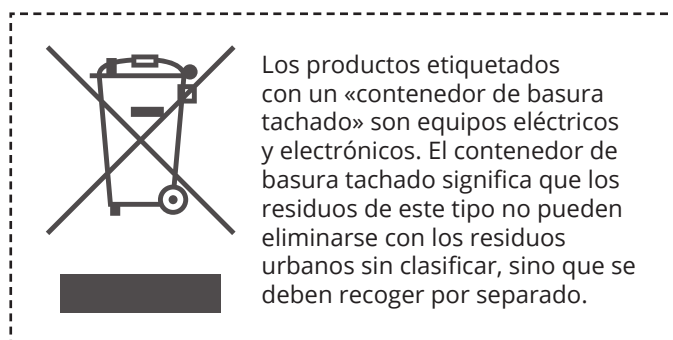 Los productos etiquetados
con un «contenedor de basura
tachado» son equipos eléctricos
y electrónicos. El contenedor de
basura tachado significa que los
residuos de este tipo no pueden
eliminarse con los residuos
urbanos sin clasificar, sino que se
deben recoger por separado.